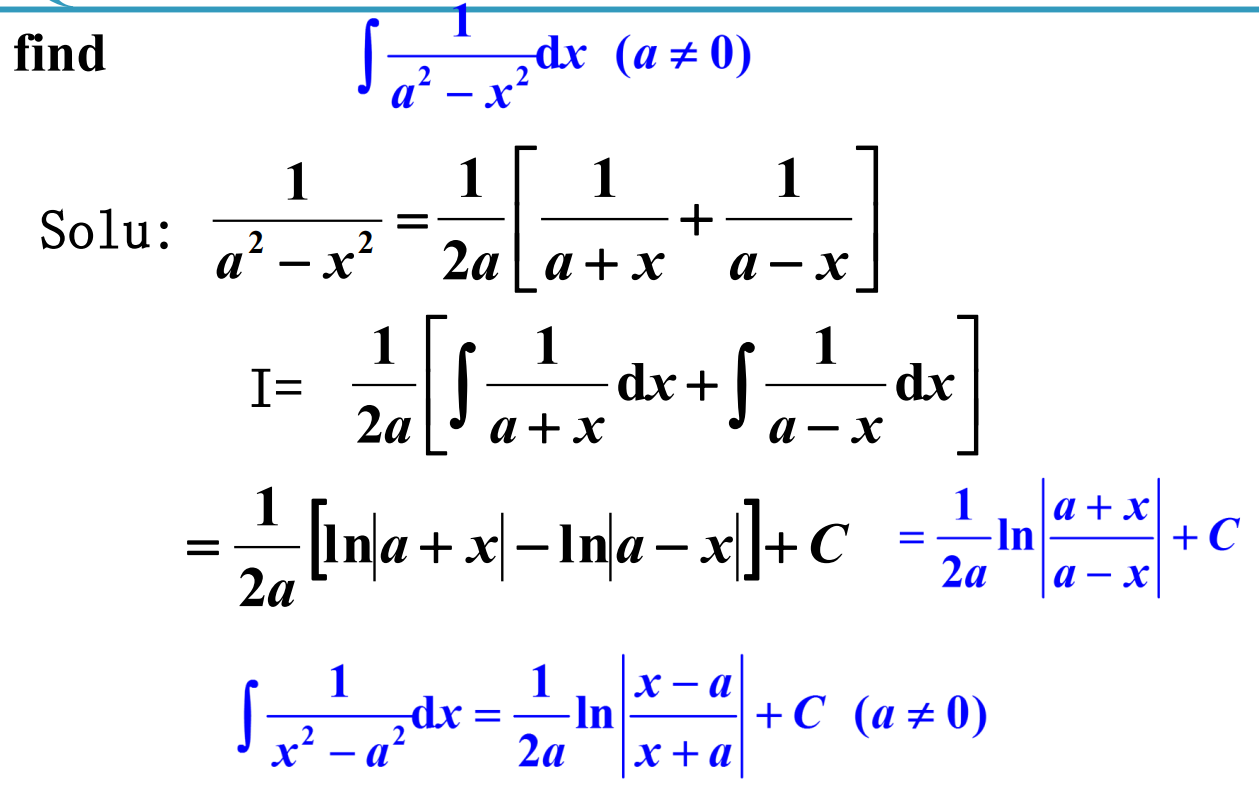 find ∫ 1/(a² − x²) dx (a ≠ 0)
Solu: 1/(a² − x²) = 1/(2a) [ 1/(a + x) + 1/(a − x) ]
I= 1/(2a) [ ∫ 1/(a + x) dx + ∫ 1/(a − x) dx ]
= 1/(2a) [ln|a + x| − ln|a − x|] + C = 1/(2a) ln |(a + x)/(a − x)| + C
∫ 1/(x² − a²) dx = 1/(2a) ln |(x − a)/(x + a)| + C (a ≠ 0)